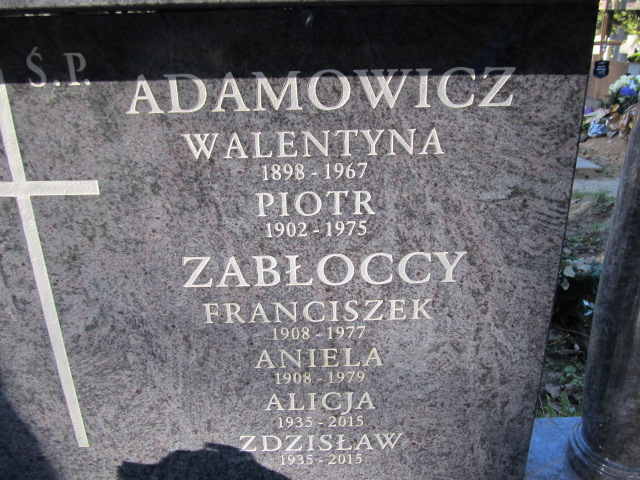 Ś.P.
ADAMOWICZ
WALENTYNA
1898 - 1967
PIOTR
1902 - 1975
ZABŁOCCY
FRANCISZEK
1908 - 1977
ANIELA
1908 - 1979
ALICJA
1935 - 2015
ZDZISŁAW
1935 - 2015